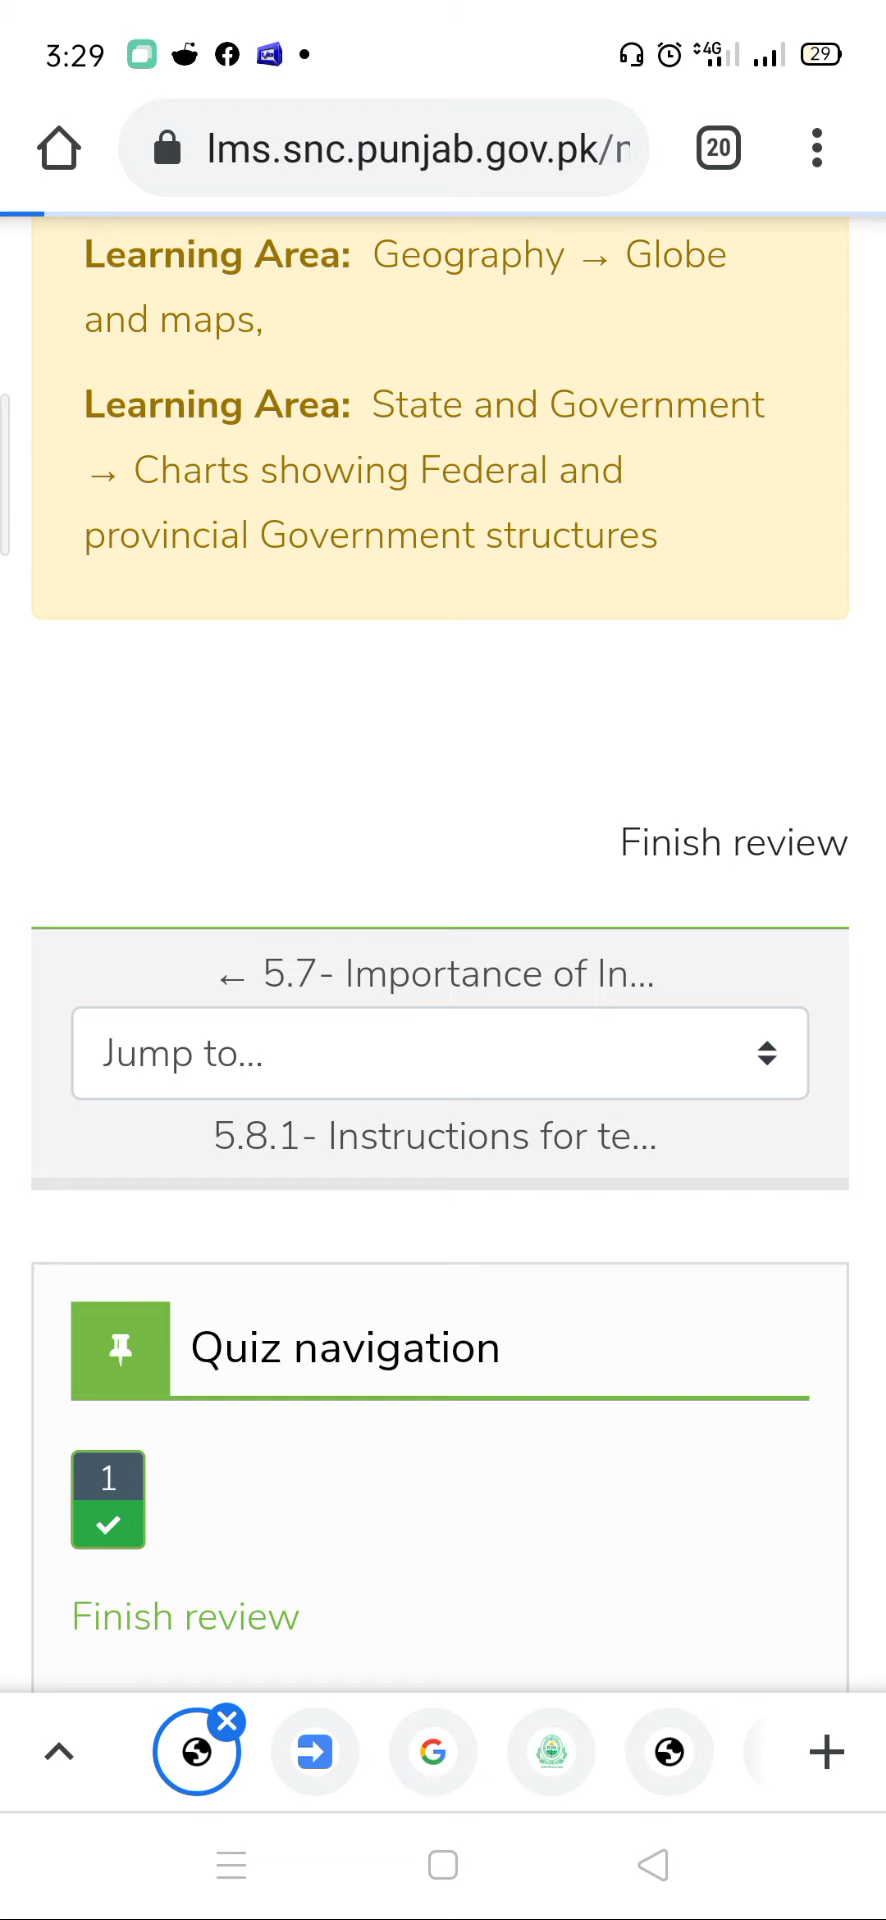 3:29
4G
29
lms.snc.punjab.gov.pk/
20
Learning Area: Geography → Globe
and maps,
Learning Area: State and Government
→ Charts showing Federal and
provincial Government structures
Finish review
← 5.7- Importance of In...
Jump to...
5.8.1- Instructions for te...
Quiz navigation
1
Finish review